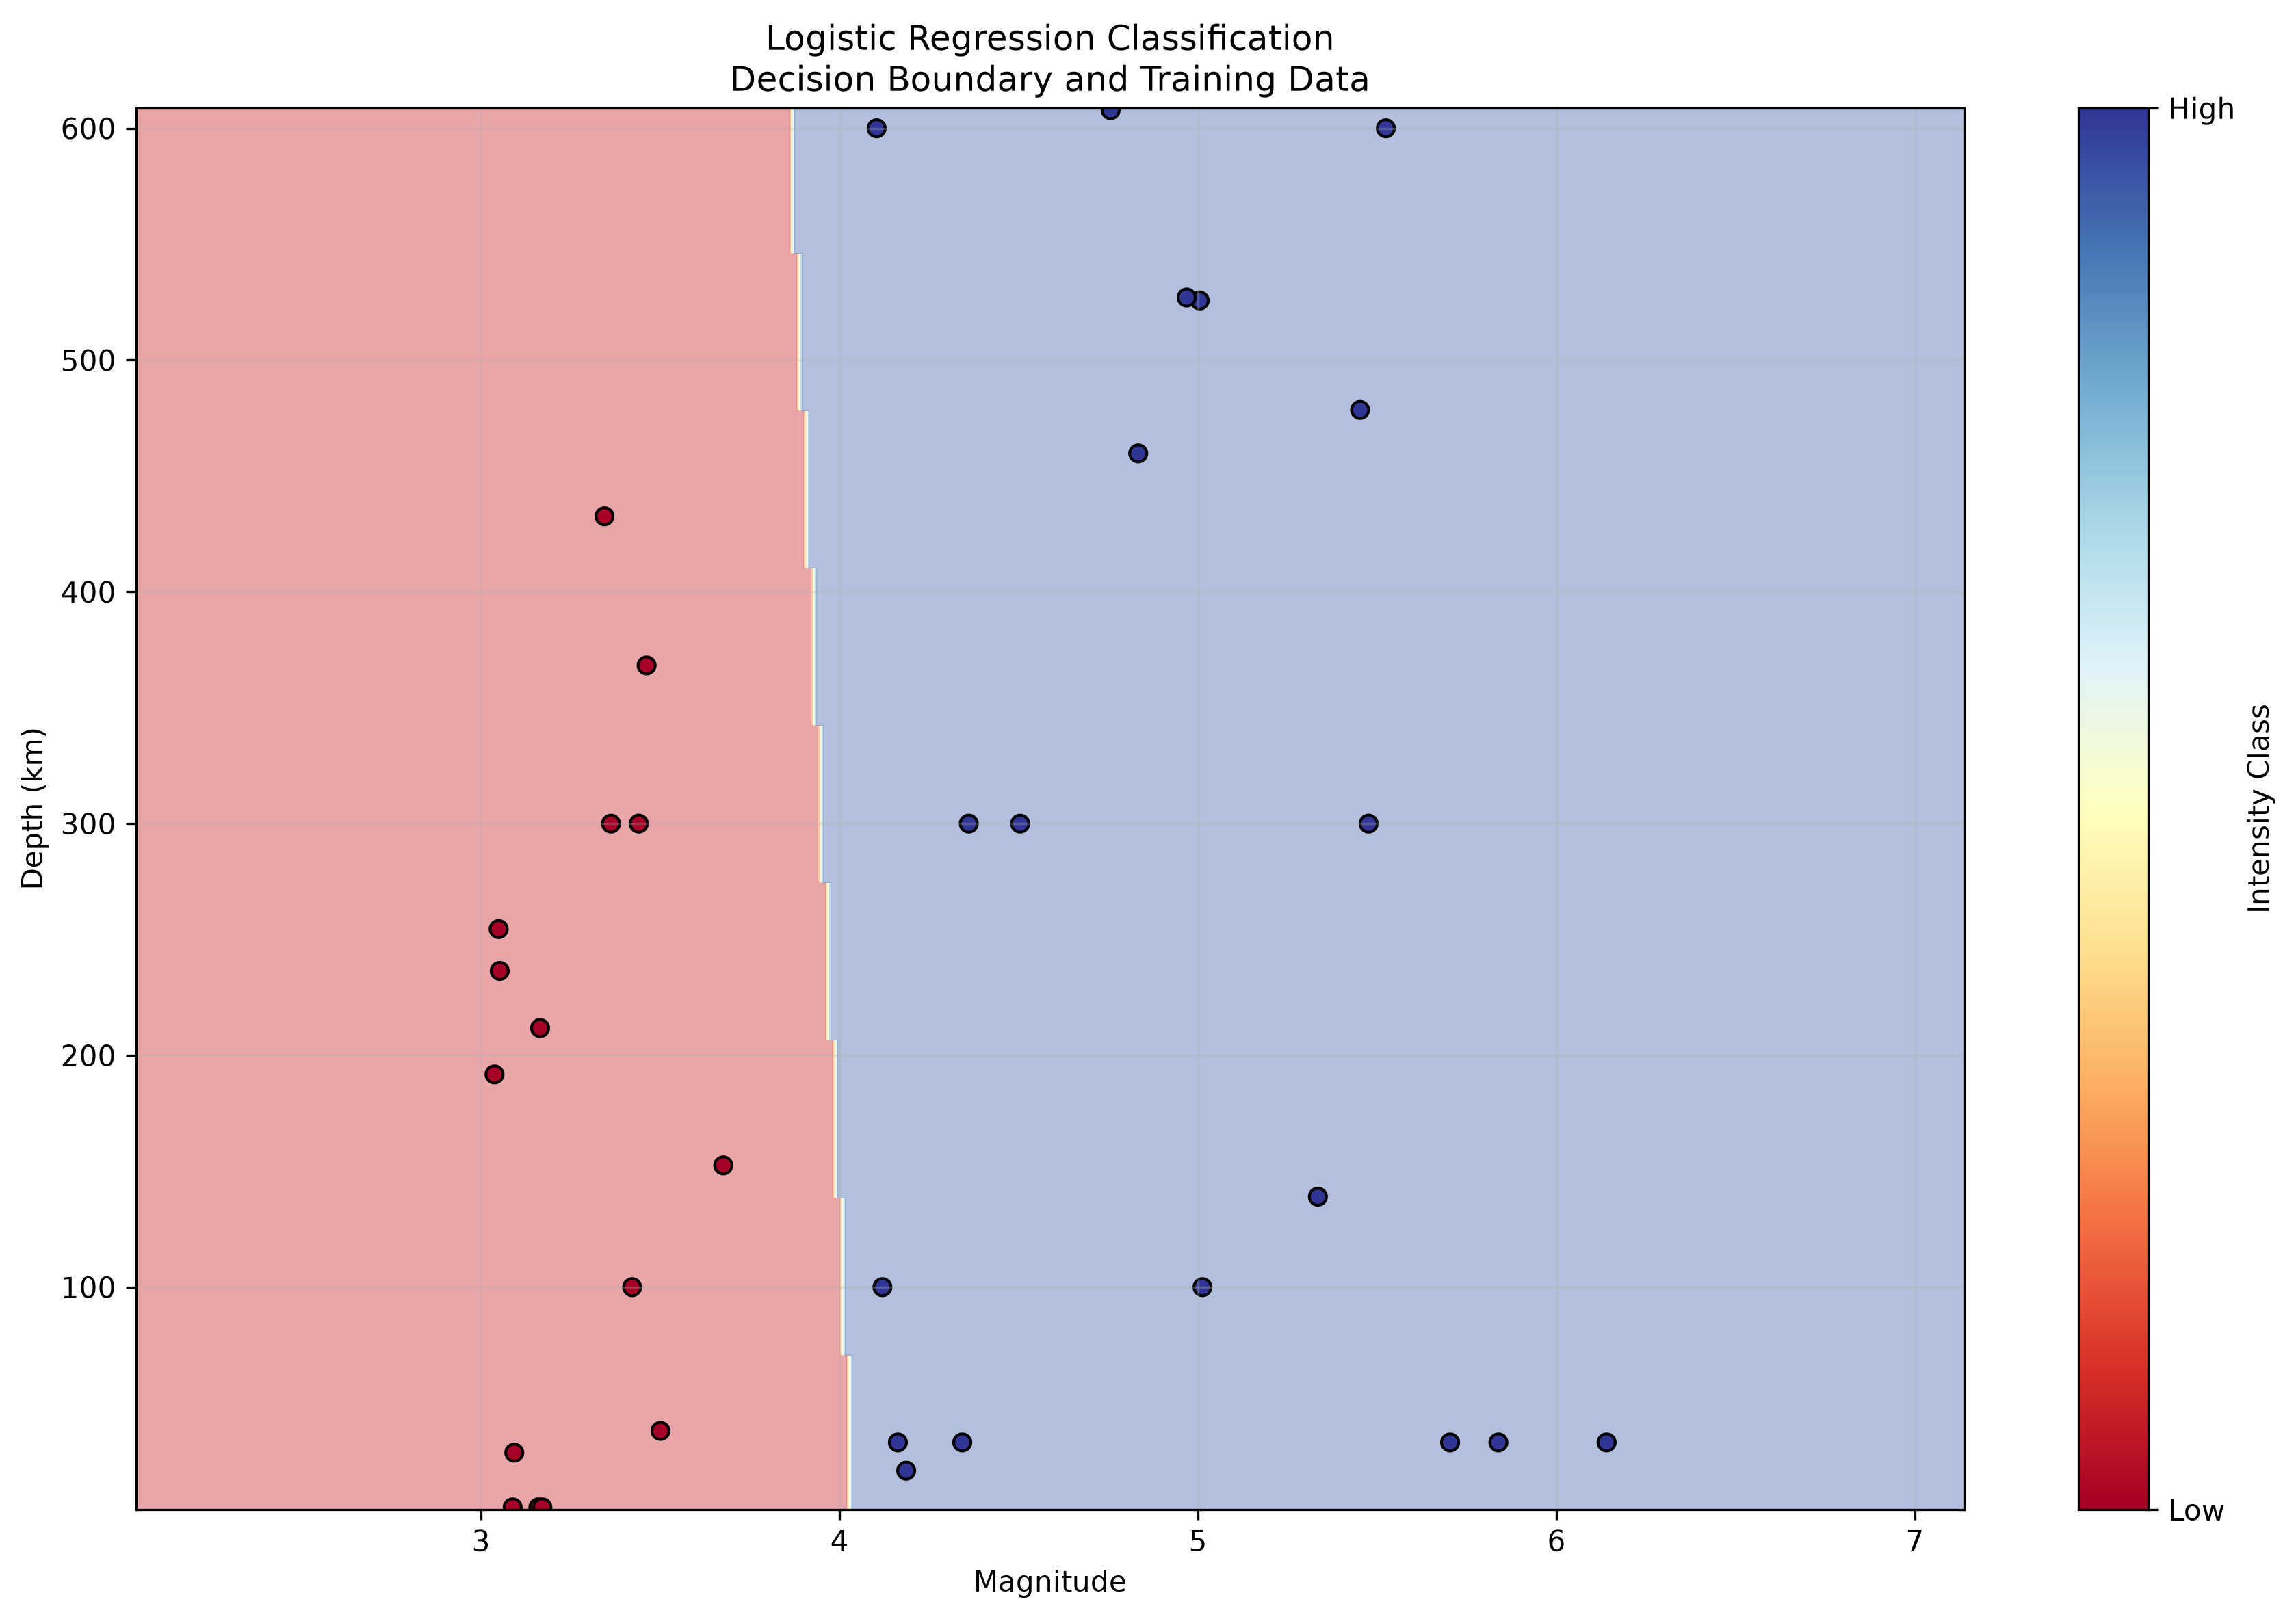 Logistic Regression Classification
Decision Boundary and Training Data
600
500
400
300
200
100
Depth (km)
3
4
5
6
7
Magnitude
High
Low
Intensity Class